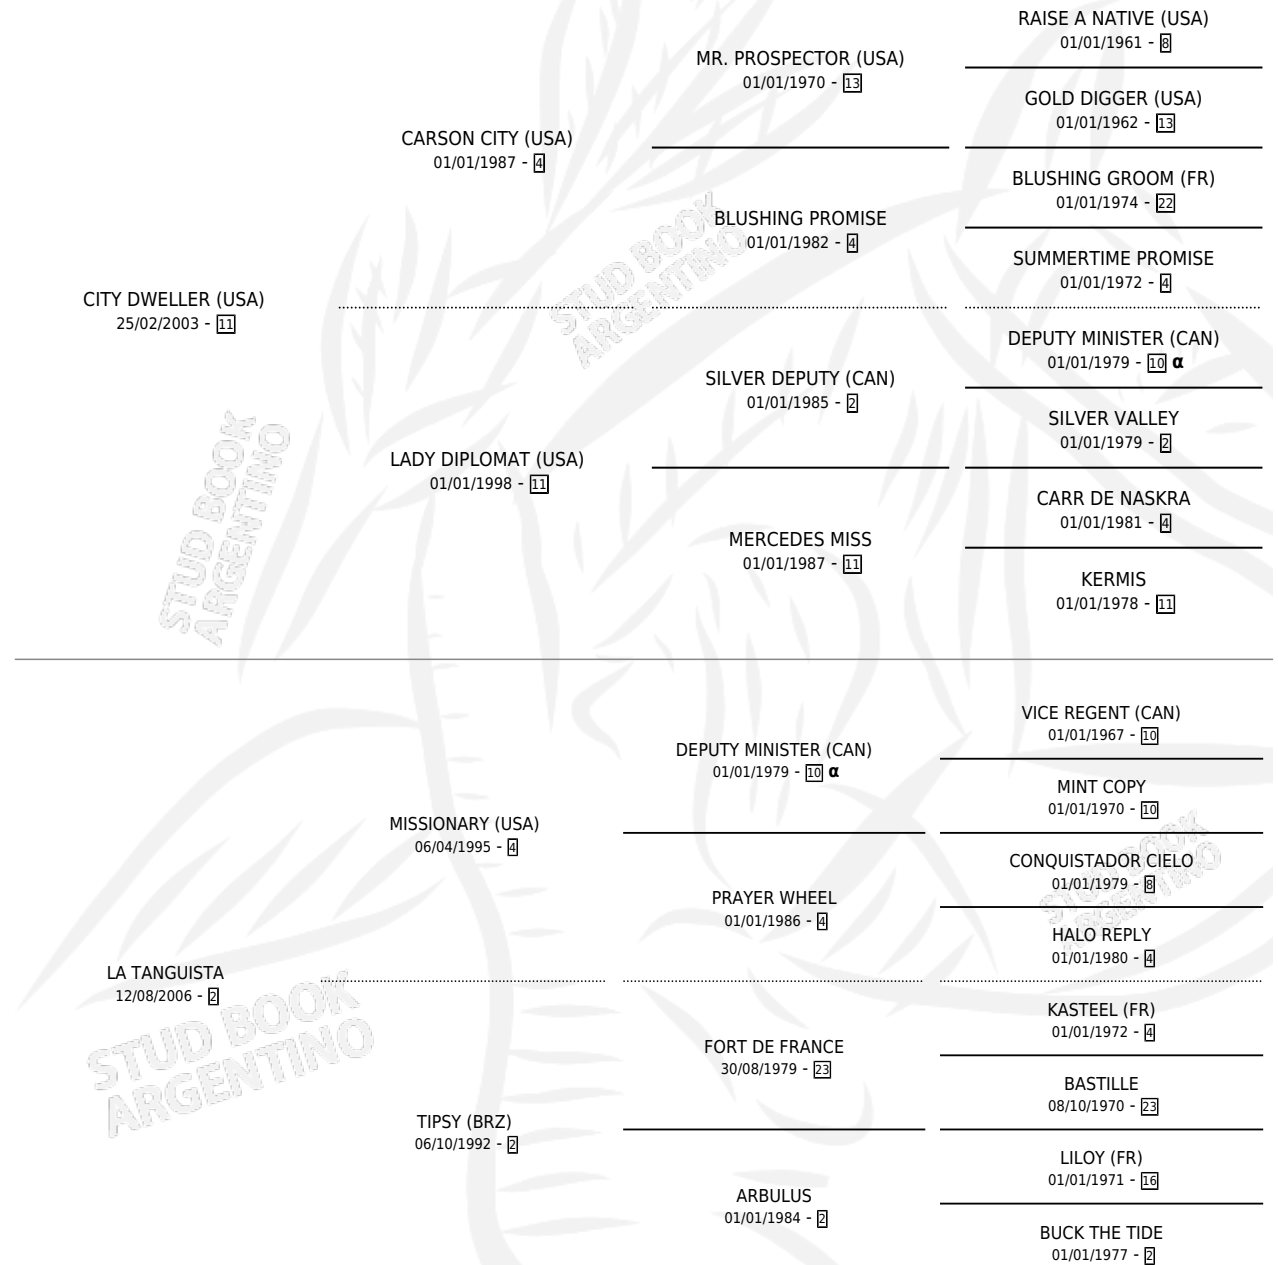 RAISE A NATIVE (USA)
01/01/1961 - 8
MR. PROSPECTOR (USA)
01/01/1970 - 13
GOLD DIGGER (USA)
01/01/1962 - 13
CARSON CITY (USA)
01/01/1987 - 4
BLUSHING GROOM (FR)
01/01/1974 - 22
BLUSHING PROMISE
01/01/1982 - 4
SUMMERTIME PROMISE
01/01/1972 - 4
CITY DWELLER (USA)
25/02/2003 - 11
DEPUTY MINISTER (CAN)
01/01/1979 - 10 α
SILVER DEPUTY (CAN)
01/01/1985 - 2
SILVER VALLEY
01/01/1979 - 2
LADY DIPLOMAT (USA)
01/01/1998 - 11
CARR DE NASKRA
01/01/1981 - 4
MERCEDES MISS
01/01/1987 - 11
KERMIS
01/01/1978 - 11
VICE REGENT (CAN)
01/01/1967 - 10
DEPUTY MINISTER (CAN)
01/01/1979 - 10 α
MINT COPY
01/01/1970 - 10
MISSIONARY (USA)
06/04/1995 - 4
CONQUISTADOR CIELO
01/01/1979 - 8
PRAYER WHEEL
01/01/1986 - 4
HALO REPLY
01/01/1980 - 4
LA TANGUISTA
12/08/2006 - 2
KASTEEL (FR)
01/01/1972 - 4
FORT DE FRANCE
30/08/1979 - 23
BASTILLE
08/10/1970 - 23
TIPSY (BRZ)
06/10/1992 - 2
LILOY (FR)
01/01/1971 - 16
ARBULUS
01/01/1984 - 2
BUCK THE TIDE
01/01/1977 - 2
STUD BOOK
ARGENTINO
STUD BOOK
ARGENTINO
STUD BOOK
ARGENTINO
STUD BOOK
ARGENTINO